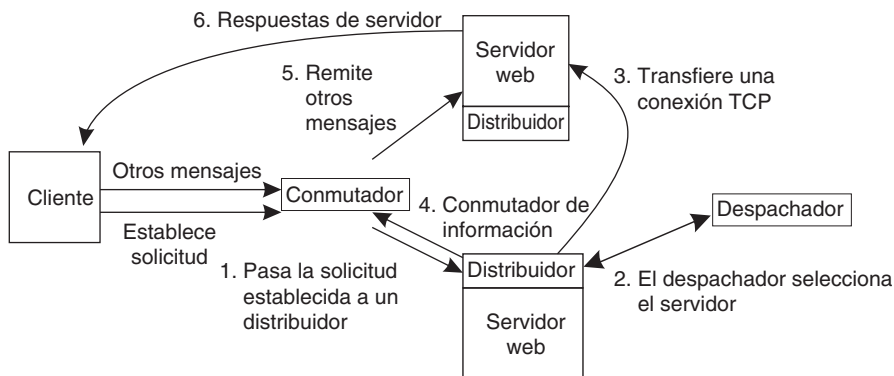 6. Respuestas de servidor
Servidor
web
Distribuidor
5. Remite
otros
mensajes
3. Transfiere una
conexión TCP
Cliente
Otros mensajes
Conmutador
Establece
solicitud
4. Conmutador de
información
Despachador
1. Pasa la solicitud
establecida a un
distribuidor
Distribuidor
Servidor
web
2. El despachador selecciona
el servidor